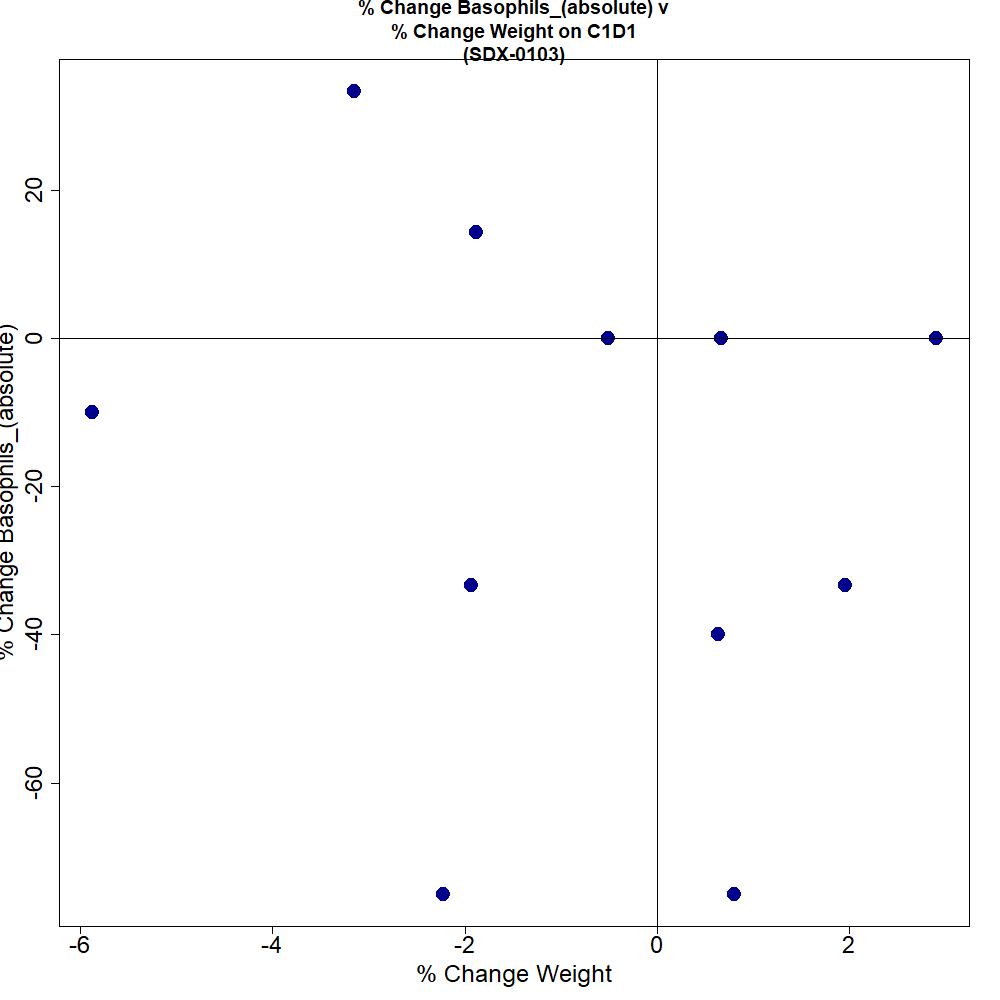 % Change Basophils_(absolute) v
% Change Weight on C1D1
(SDX-0103)
% Change Basophils_(absolute)
20
0
-20
-40
-60
-6
-4
-2
0
2
% Change Weight